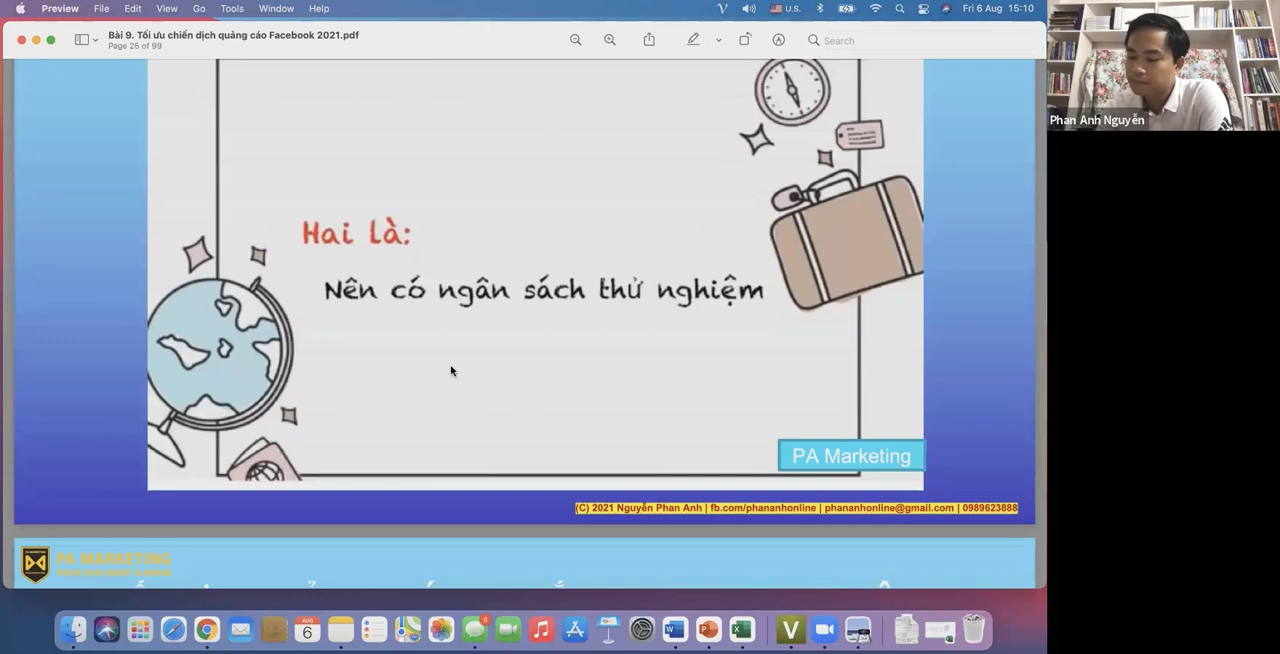 Preview File Edit View Go Tools Window Help
U.S. Fri 6 Aug 15:10
Bài 9. Tối ưu chiến dịch quảng cáo Facebook 2021.pdf
Page 25 of 99
Search
Phan Anh Nguyễn
Hai là:
Nên có ngân sách thử nghiệm
PA Marketing
(C) 2021 Nguyễn Phan Anh | fb.com/phananhonline | phananhonline@gmail.com | 0989623888
PA MARKETING
AUG
6